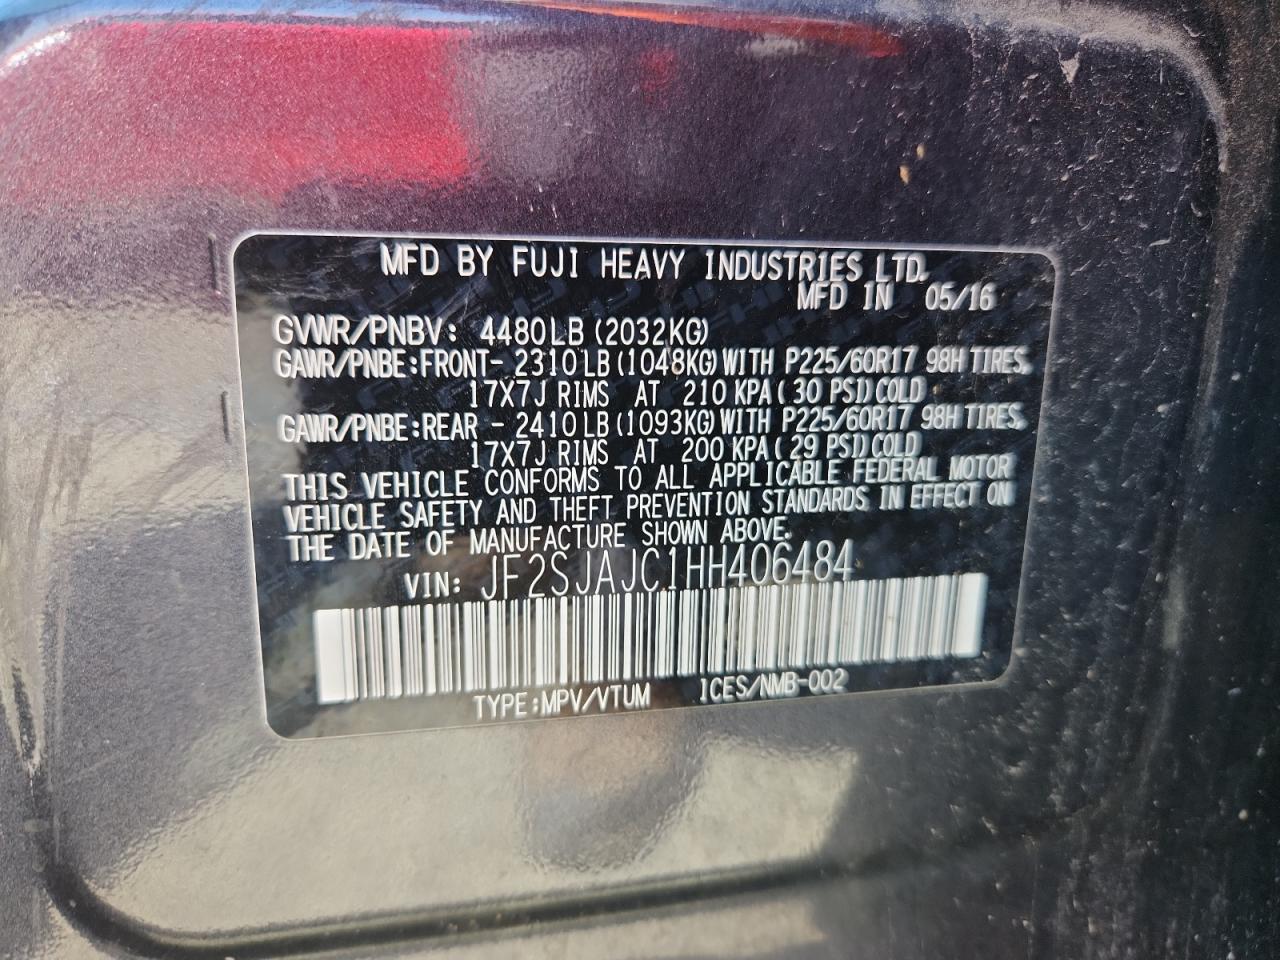 MFD BY FUJI HEAVY INDUSTRIES LTD.
MFD IN 05/16
GVWR/PNBV: 4480LB (2032KG)
GAWR/PNBE:FRONT- 2310 LB (1048KG) WITH P225/60R17 98H TIRES,
17X7J RIMS AT 210 KPA (30 PSI) COLD
GAWR/PNBE:REAR - 2410 LB (1093KG) WITH P225/60R17 98H TIRES,
17X7J RIMS AT 200 KPA (29 PSI) COLD
THIS VEHICLE CONFORMS TO ALL APPLICABLE FEDERAL MOTOR
VEHICLE SAFETY AND THEFT PREVENTION STANDARDS IN EFFECT ON
THE DATE OF MANUFACTURE SHOWN ABOVE.
VIN: JF2SJAJC1HH406484
TYPE:MPV/VTUM ICES/NMB-002